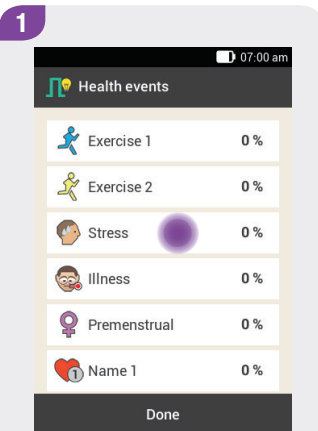 1
07:00 am
Health events
Exercise 1 0 %
Exercise 2 0 %
Stress 0 %
Illness 0 %
Premenstrual 0 %
1 Name 1 0 %
Done